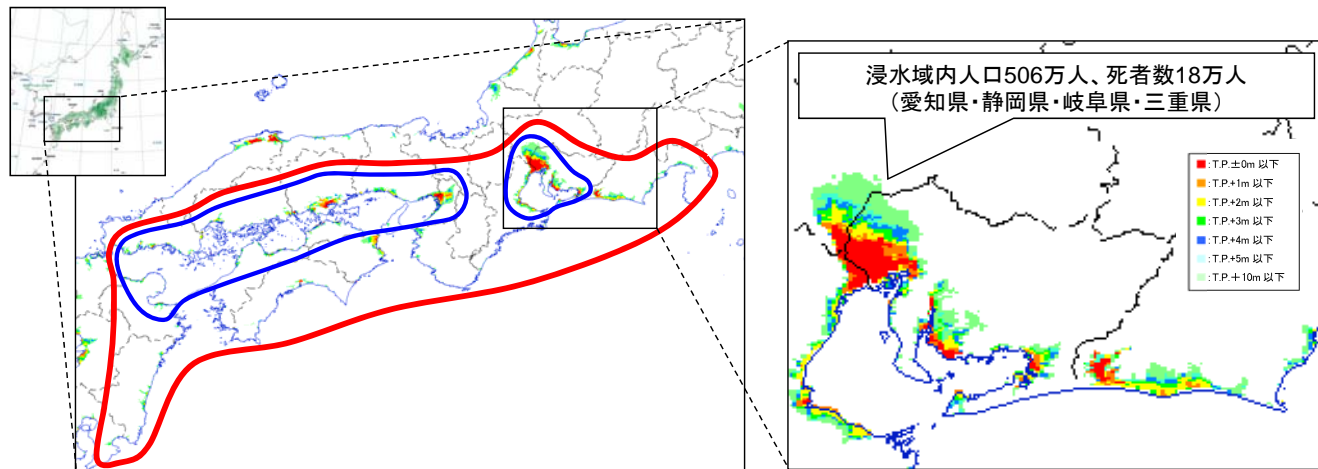 浸水域内人口506万人、死者数18万人
（愛知県・静岡県・岐阜県・三重県）
：T.P.±0m 以下
：T.P.+1m 以下
：T.P.+2m 以下
：T.P.+3m 以下
：T.P.+4m 以下
：T.P.+5m 以下
：T.P.＋10m 以下